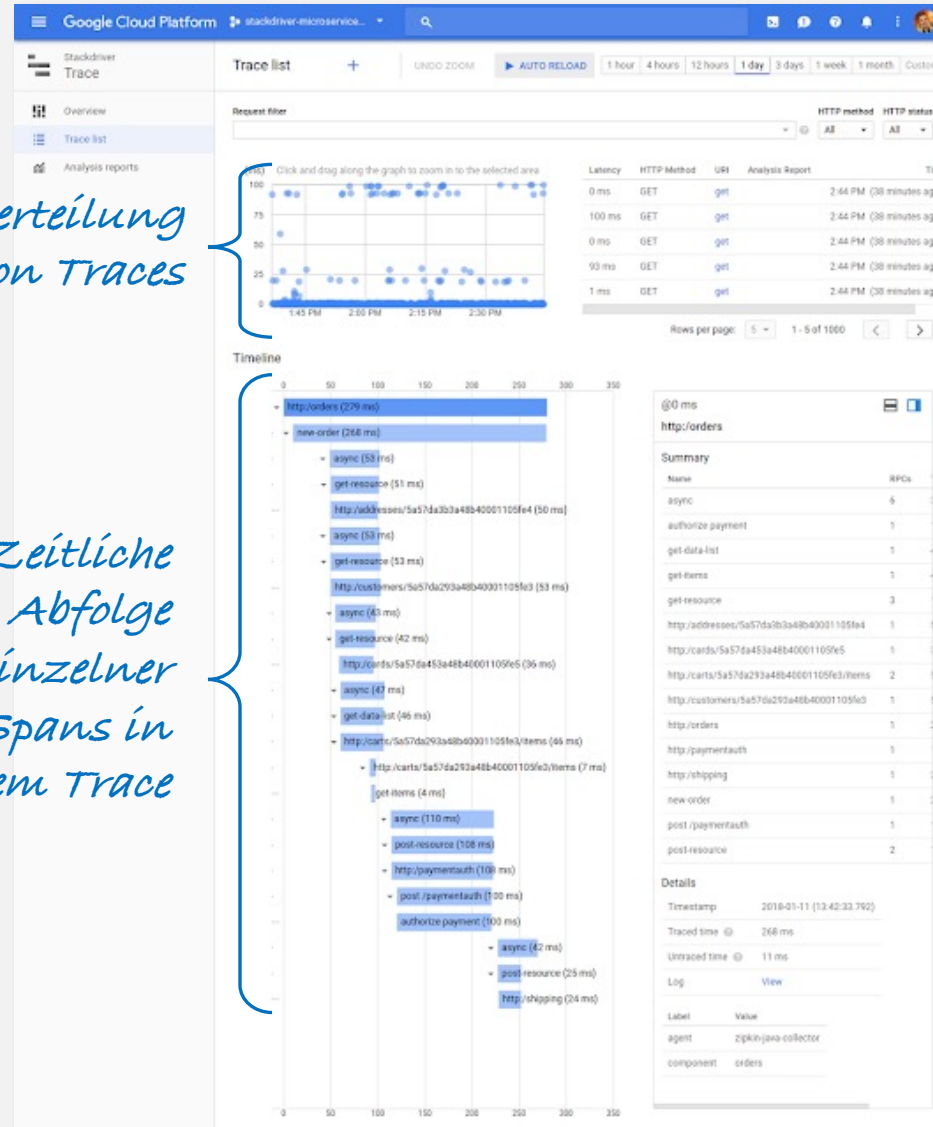 Google Cloud Platform
stackdriver-microservice...
Stackdriver
Trace
Trace list
UNDO ZOOM
AUTO RELOAD
1 hour
4 hours
12 hours
1 day
3 days
1 week
1 month
Custo
Overview
Trace list
Analysis reports
Request filter
HTTP method
HTTP status
All
All
erteilung
on Traces
(ms) Click and drag along the graph to zoom in to the selected area
100
75
50
25
0
1:45 PM 2:00 PM 2:15 PM 2:30 PM
Latency HTTP Method URI Analysis Report
0 ms GET get 2:44 PM (38 minutes ag
100 ms GET get 2:44 PM (38 minutes ag
0 ms GET get 2:44 PM (38 minutes ag
93 ms GET get 2:44 PM (38 minutes ag
1 ms GET get 2:44 PM (38 minutes ag
Rows per page: 5 1 - 5 of 1000
Timeline
0 50 100 150 200 250 300 350
http:/orders (279 ms)
new-order (268 ms)
async (53 ms)
get-resource (51 ms)
http:/addresses/5a57da3b3a48b40001105fe4 (50 ms)
async (53 ms)
get-resource (53 ms)
http:/customers/5a57da293a48b40001105fe3 (53 ms)
async (43 ms)
get-resource (42 ms)
http:/cards/5a57da453a48b40001105fe5 (36 ms)
async (47 ms)
get-data-list (46 ms)
http:/carts/5a57da293a48b40001105fe3/items (46 ms)
http:/carts/5a57da293a48b40001105fe3/items (7 ms)
get-items (4 ms)
async (110 ms)
post-resource (108 ms)
http:/paymentauth (108 ms)
post /paymentauth (100 ms)
authorize payment (100 ms)
async (42 ms)
post-resource (25 ms)
http:/shipping (24 ms)
0 50 100 150 200 250 300 350
Zeitliche
Abfolge
inzelner
Spans in
em Trace
@0 ms
http:/orders
Summary
Name RPCs
async 6
authorize payment 1
get-data-list 1
get-items 1
get-resource 3
http:/addresses/5a57da3b3a48b40001105fe4 1
http:/cards/5a57da453a48b40001105fe5 1
http:/carts/5a57da293a48b40001105fe3/items 2
http:/customers/5a57da293a48b40001105fe3 1
http:/orders 1
http:/paymentauth 1
http:/shipping 1
new-order 1
post /paymentauth 1
post-resource 2
Details
Timestamp 2018-01-11 (13:42:33.792)
Traced time 268 ms
Untraced time 11 ms
Log View
Label Value
agent zipkin-java-collector
component orders